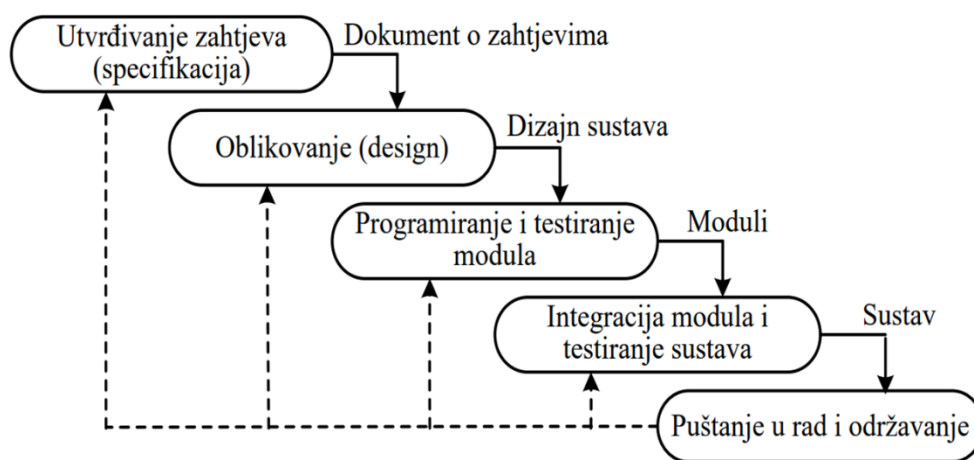 Utvrđivanje zahtjeva
(specifikacija)
Dokument o zahtjevima
Oblikovanje (design)
Dizajn sustava
Programiranje i testiranje
modula
Moduli
Integracija modula i
testiranje sustava
Sustav
Puštanje u rad i održavanje